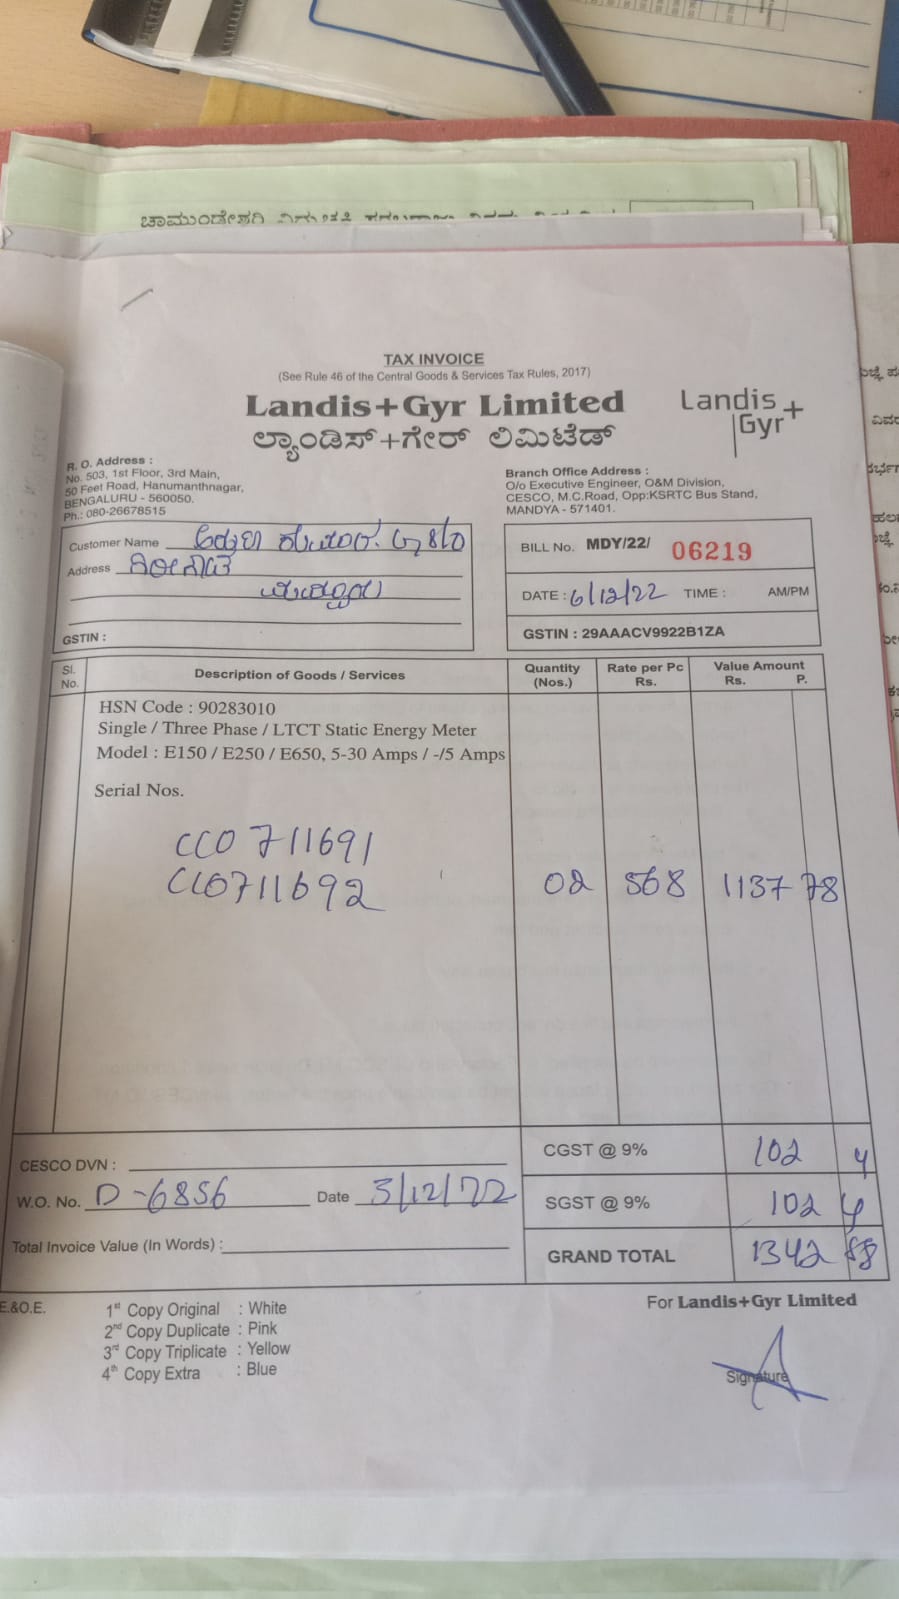 ಚಾಮುಂಡೇಶ್ವರಿ
TAX INVOICE
(See Rule 46 of the Central Goods & Services Tax Rules, 2017)
Landis+Gyr Limited
Landis+
Gyr
ಲ್ಯಾಂಡಿಸ್+ಗೇರ್ ಲಿಮಿಟೆಡ್
R. O. Address :
No. 503, 1st Floor, 3rd Main,
50 Feet Road, Hanumanthnagar,
BENGALURU - 560050.
Ph.: 080-26678515
Branch Office Address :
O/o Executive Engineer, O&M Division,
CESCO, M.C.Road, Opp:KSRTC Bus Stand,
MANDYA - 571401.
Customer Name
Address
GSTIN :
BILL No. MDY/22/ 06219
DATE : 6/12/22 TIME : AM/PM
GSTIN : 29AAACV9922B1ZA
Sl. No. Description of Goods / Services Quantity (Nos.) Rate per Pc Rs. Value Amount Rs. P.
HSN Code : 90283010
Single / Three Phase / LTCT Static Energy Meter
Model : E150 / E250 / E650, 5-30 Amps / -/5 Amps
Serial Nos.
CC0711691
CC0711692 02 568 1137 78
CESCO DVN :
CGST @ 9% 102 4
W.O. No. D-6856 Date 3/12/22
SGST @ 9% 102 4
Total Invoice Value (In Words) :
GRAND TOTAL 1342
E.&O.E.
1st Copy Original : White
2nd Copy Duplicate : Pink
3rd Copy Triplicate : Yellow
4th Copy Extra : Blue
For Landis+Gyr Limited
Signature